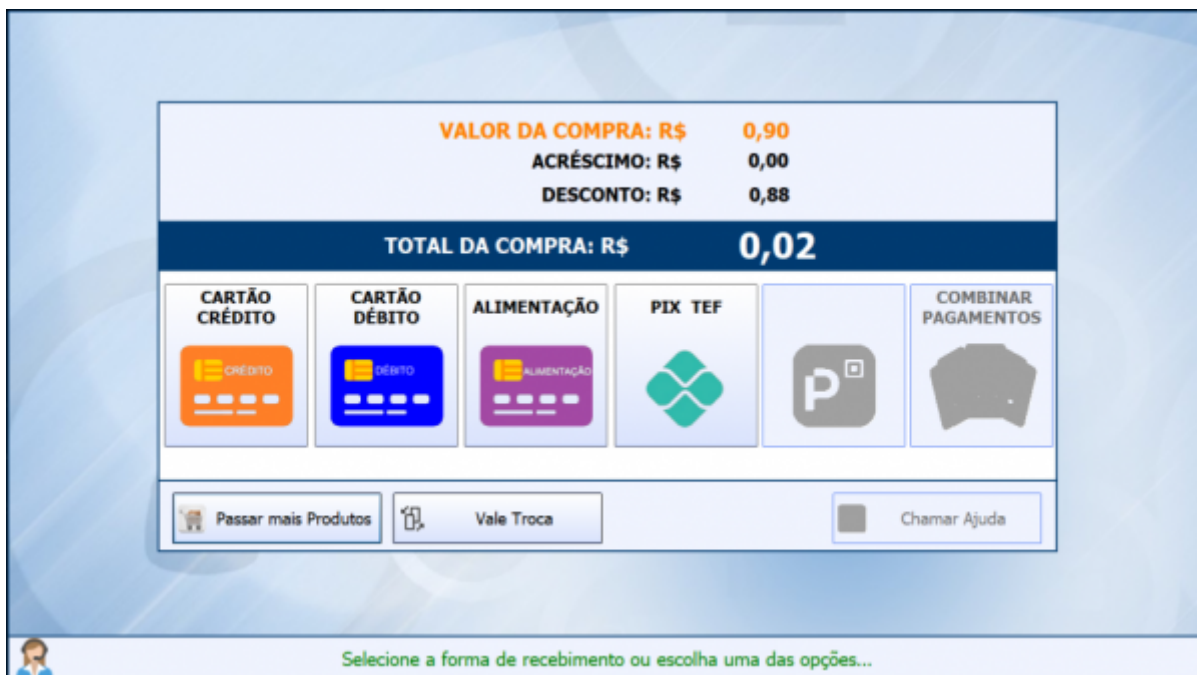 VALOR DA COMPRA: R$ 0,90
ACRÉSCIMO: R$ 0,00
DESCONTO: R$ 0,88
TOTAL DA COMPRA: R$ 0,02
CARTÃO
CRÉDITO
CRÉDITO
CARTÃO
DÉBITO
DÉBITO
ALIMENTAÇÃO
ALIMENTAÇÃO
PIX TEF
P
COMBINAR
PAGAMENTOS
Passar mais Produtos
Vale Troca
Chamar Ajuda
Selecione a forma de recebimento ou escolha uma das opções...